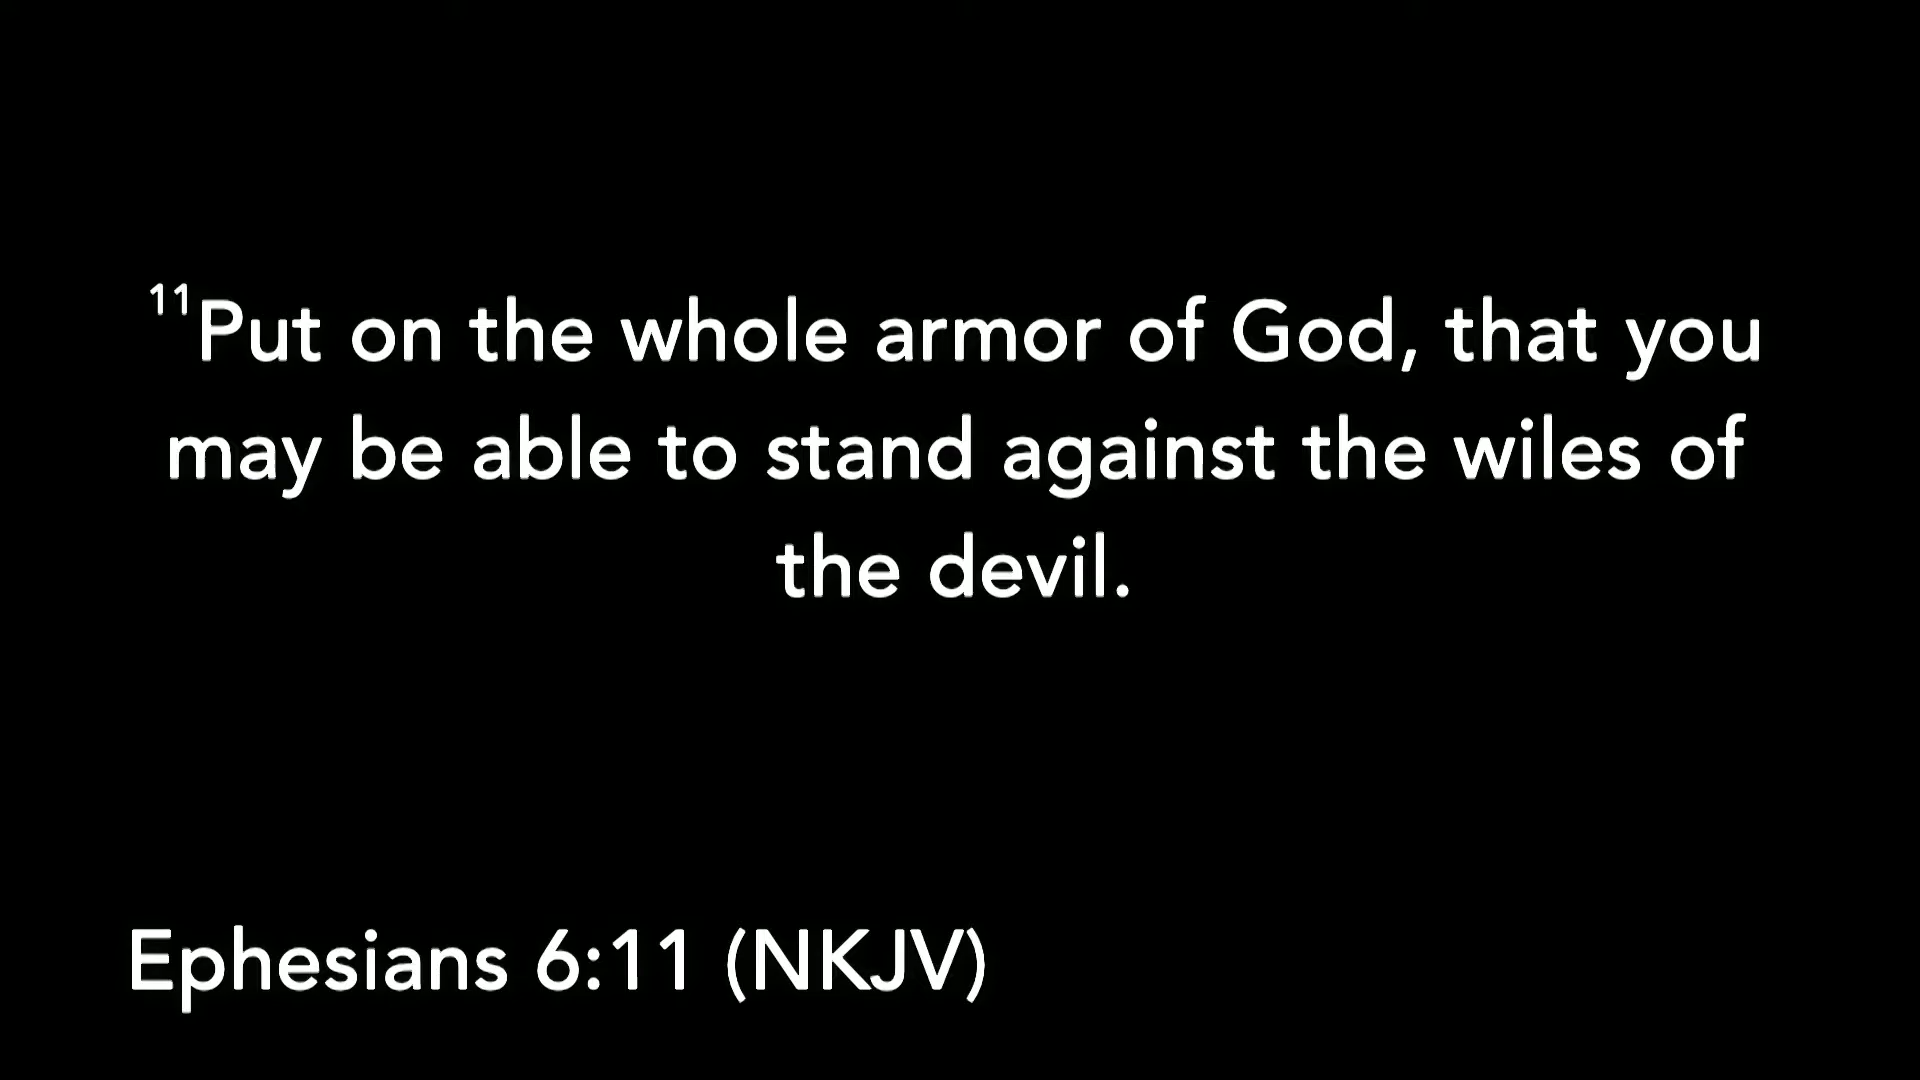 11Put on the whole armor of God, that you
may be able to stand against the wiles of
the devil.
Ephesians 6:11 (NKJV)